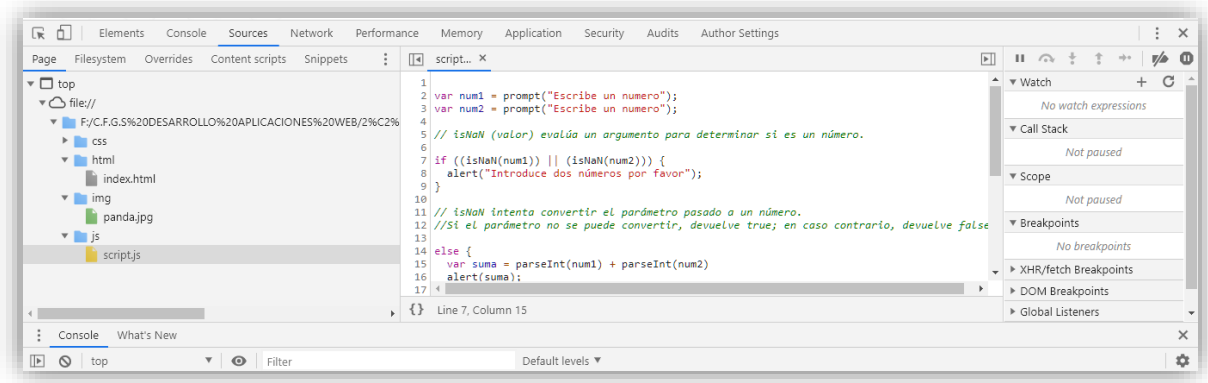 Elements Console Sources Network Performance Memory Application Security Audits Author Settings
Page Filesystem Overrides Content scripts Snippets
top
file://
F:/C.F.G.S%20DESARROLLO%20APLICACIONES%20WEB/2%C2%
css
html
index.html
img
panda.jpg
js
script.js
script...
1
2 var num1 = prompt("Escribe un numero");
3 var num2 = prompt("Escribe un numero");
4
5 // isNaN (valor) evalúa un argumento para determinar si es un número.
6
7 if ((isNaN(num1)) || (isNaN(num2))) {
8 alert("Introduce dos números por favor");
9 }
10
11 // isNaN intenta convertir el parámetro pasado a un número.
12 //Si el parámetro no se puede convertir, devuelve true; en caso contrario, devuelve false
13
14 else {
15 var suma = parseInt(num1) + parseInt(num2)
16 alert(suma);
17
{} Line 7, Column 15
Watch
No watch expressions
Call Stack
Not paused
Scope
Not paused
Breakpoints
No breakpoints
XHR/fetch Breakpoints
DOM Breakpoints
Global Listeners
Console What's New
top Filter Default levels